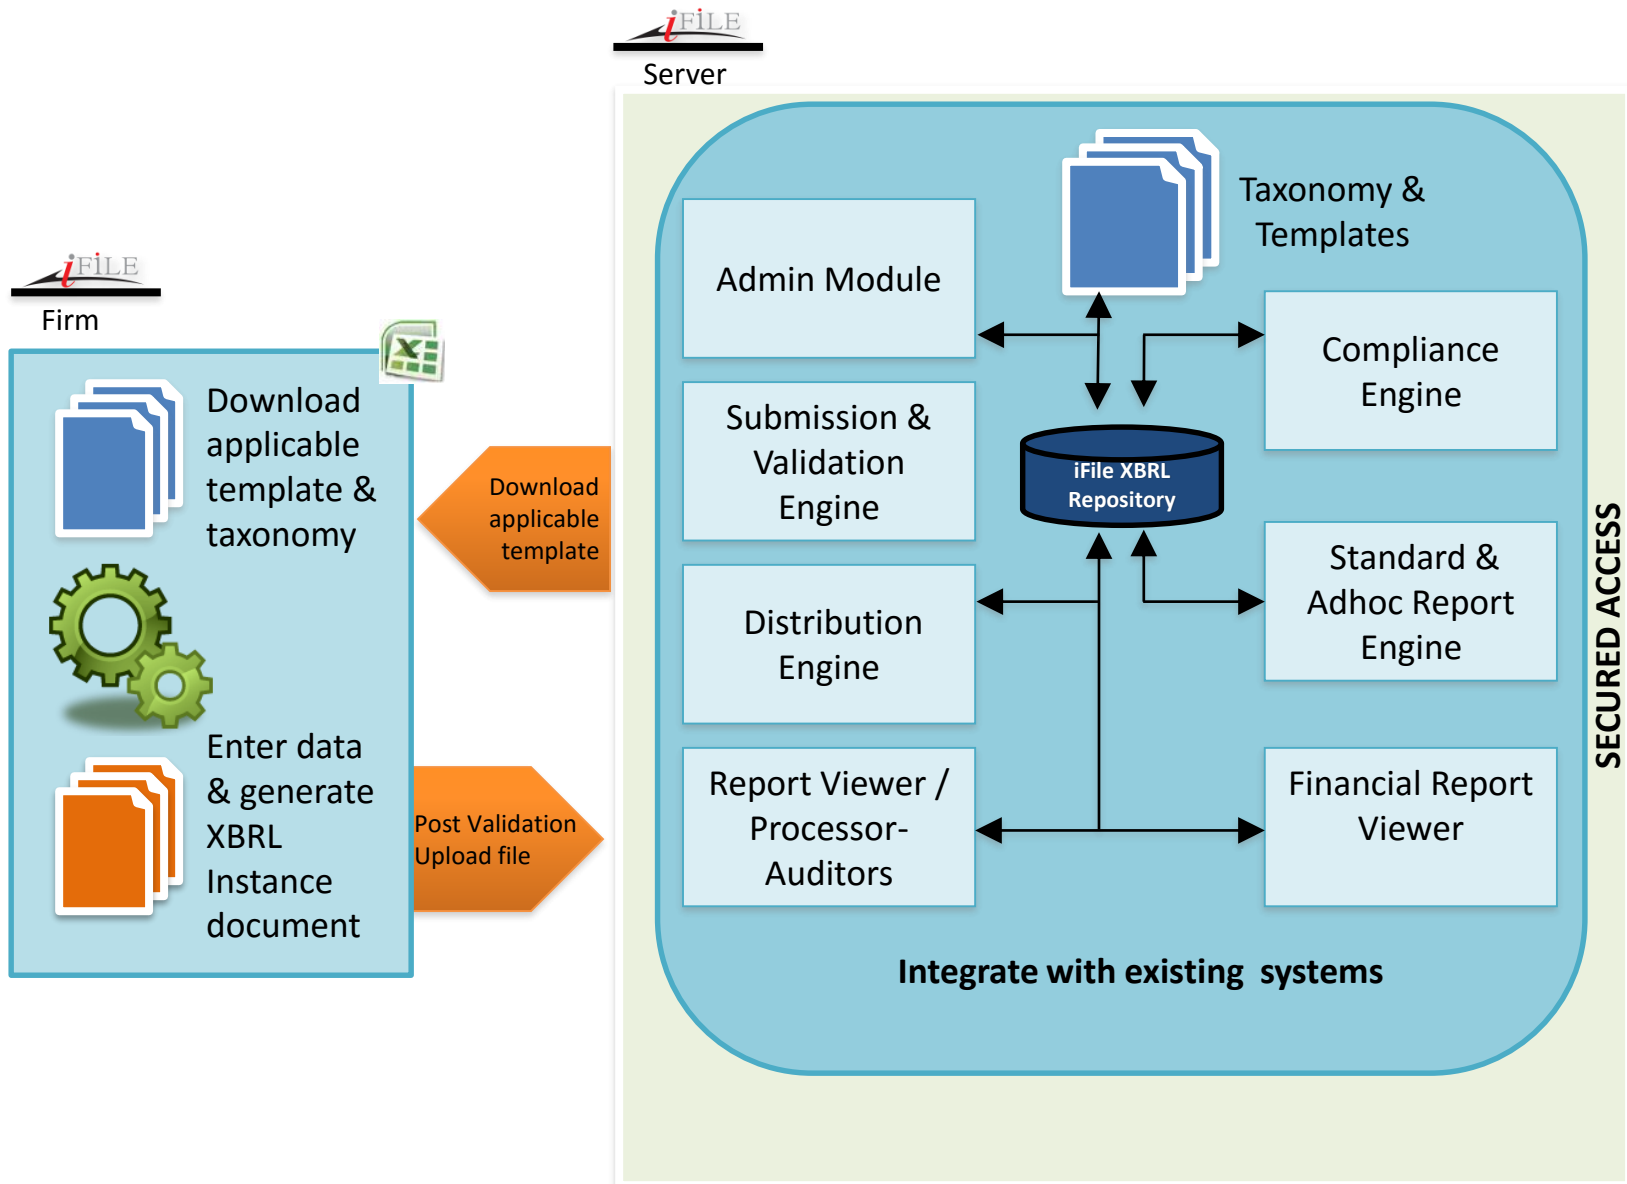 iFiLE
Server
iFiLE
Firm
Download
applicable
template &
taxonomy
Enter data
& generate
XBRL
Instance
document
Download
applicable
template
Post Validation
Upload file
Taxonomy &
Templates
Admin Module
Submission &
Validation
Engine
Distribution
Engine
Report Viewer /
Processor-
Auditors
iFile XBRL
Repository
Compliance
Engine
Standard &
Adhoc Report
Engine
Financial Report
Viewer
Integrate with existing  systems
SECURED ACCESS